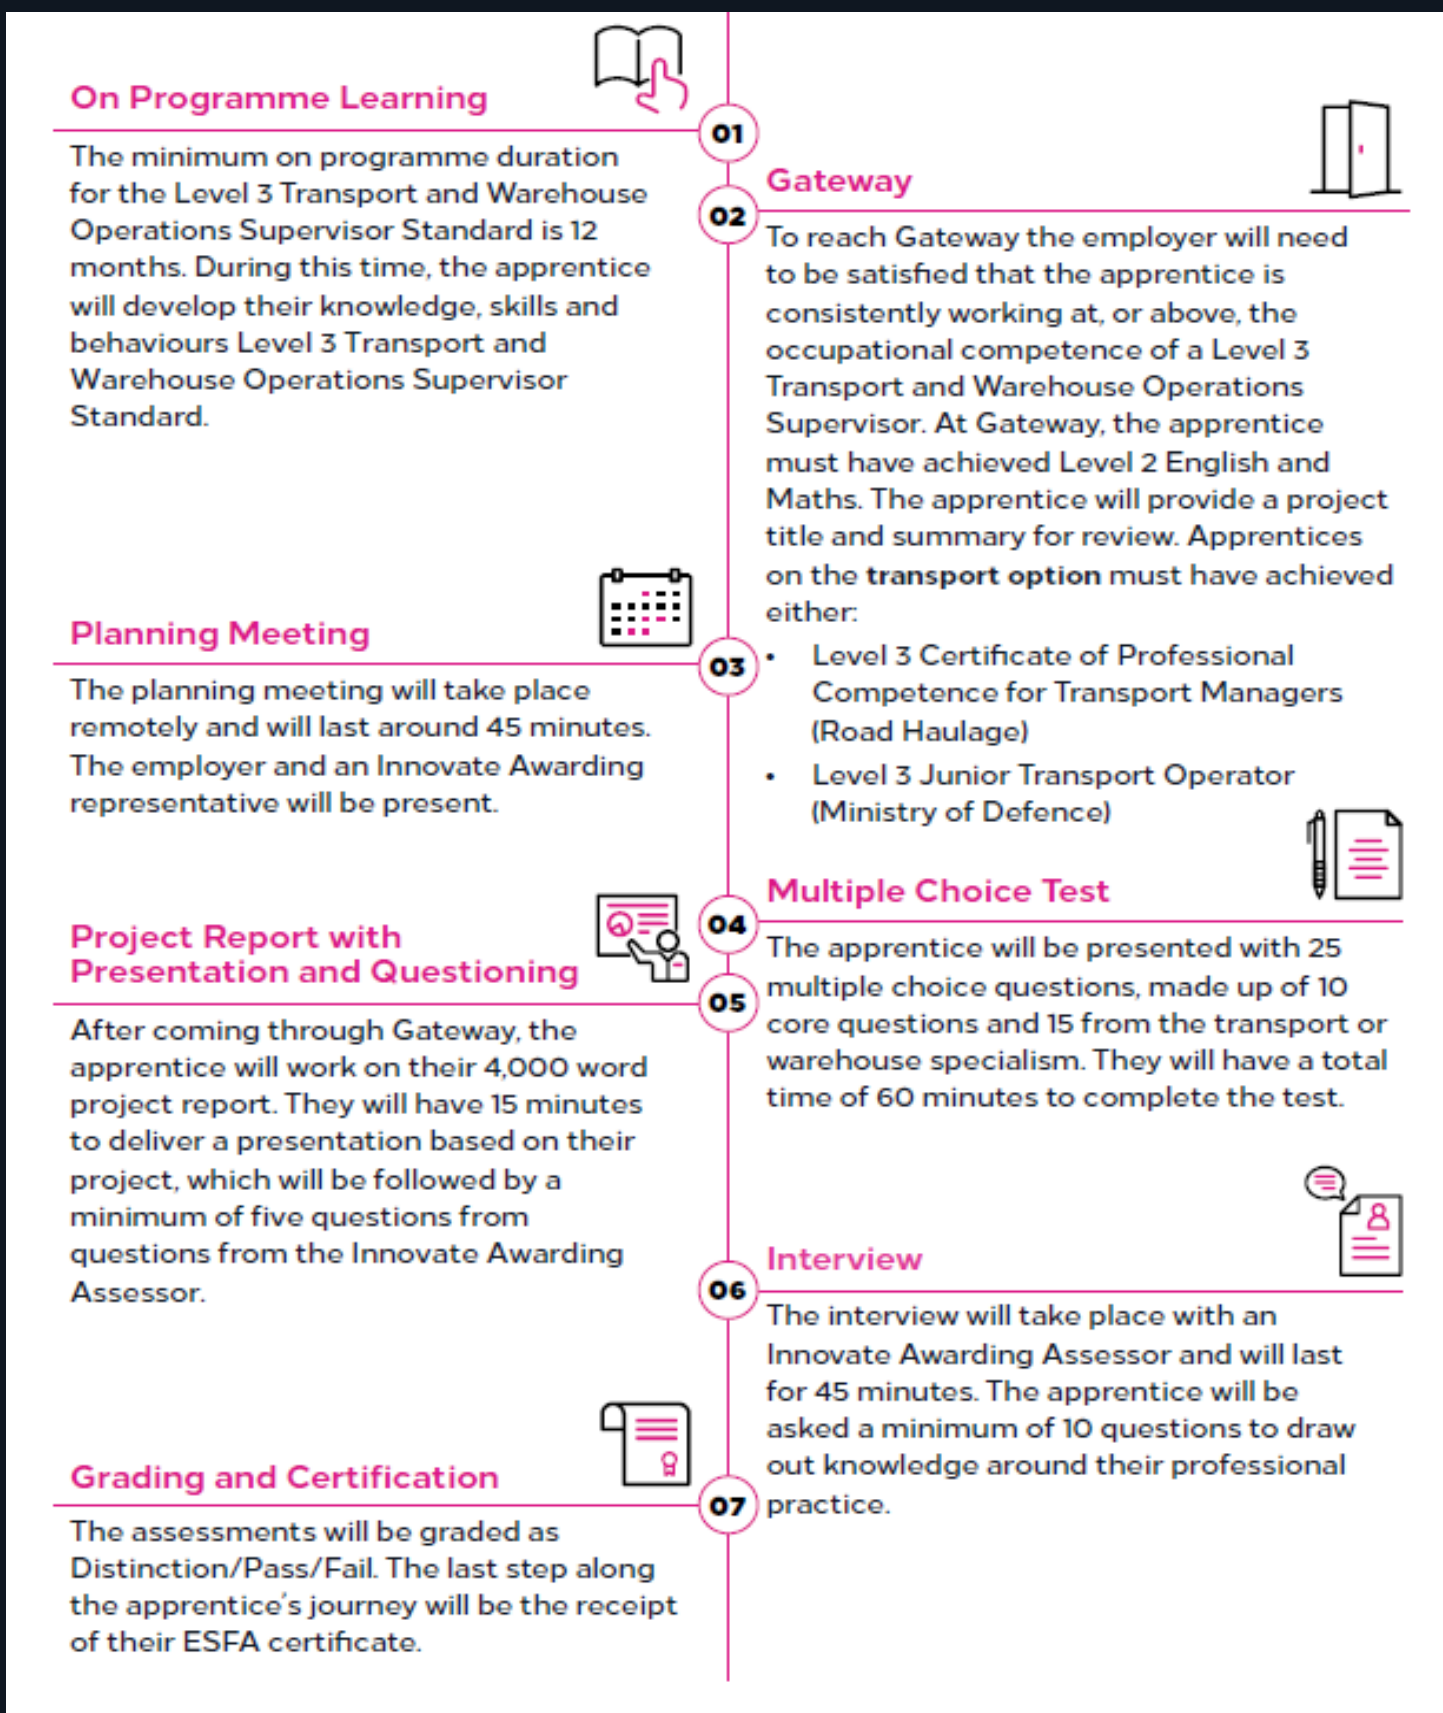 On Programme Learning
01
The minimum on programme duration
for the Level 3 Transport and Warehouse
Operations Supervisor Standard is 12
months. During this time, the apprentice
will develop their knowledge, skills and
behaviours Level 3 Transport and
Warehouse Operations Supervisor
Standard.
Gateway
02
To reach Gateway the employer will need
to be satisfied that the apprentice is
consistently working at, or above, the
occupational competence of a Level 3
Transport and Warehouse Operations
Supervisor. At Gateway, the apprentice
must have achieved Level 2 English and
Maths. The apprentice will provide a project
title and summary for review. Apprentices
on the transport option must have achieved
either:
• Level 3 Certificate of Professional
Competence for Transport Managers
(Road Haulage)
• Level 3 Junior Transport Operator
(Ministry of Defence)
Planning Meeting
03
The planning meeting will take place
remotely and will last around 45 minutes.
The employer and an Innovate Awarding
representative will be present.
Multiple Choice Test
04
The apprentice will be presented with 25
multiple choice questions, made up of 10
core questions and 15 from the transport or
warehouse specialism. They will have a total
time of 60 minutes to complete the test.
Project Report with
Presentation and Questioning
05
After coming through Gateway, the
apprentice will work on their 4,000 word
project report. They will have 15 minutes
to deliver a presentation based on their
project, which will be followed by a
minimum of five questions from
questions from the Innovate Awarding
Assessor.
Interview
06
The interview will take place with an
Innovate Awarding Assessor and will last
for 45 minutes. The apprentice will be
asked a minimum of 10 questions to draw
out knowledge around their professional
practice.
Grading and Certification
07
The assessments will be graded as
Distinction/Pass/Fail. The last step along
the apprentice's journey will be the receipt
of their ESFA certificate.